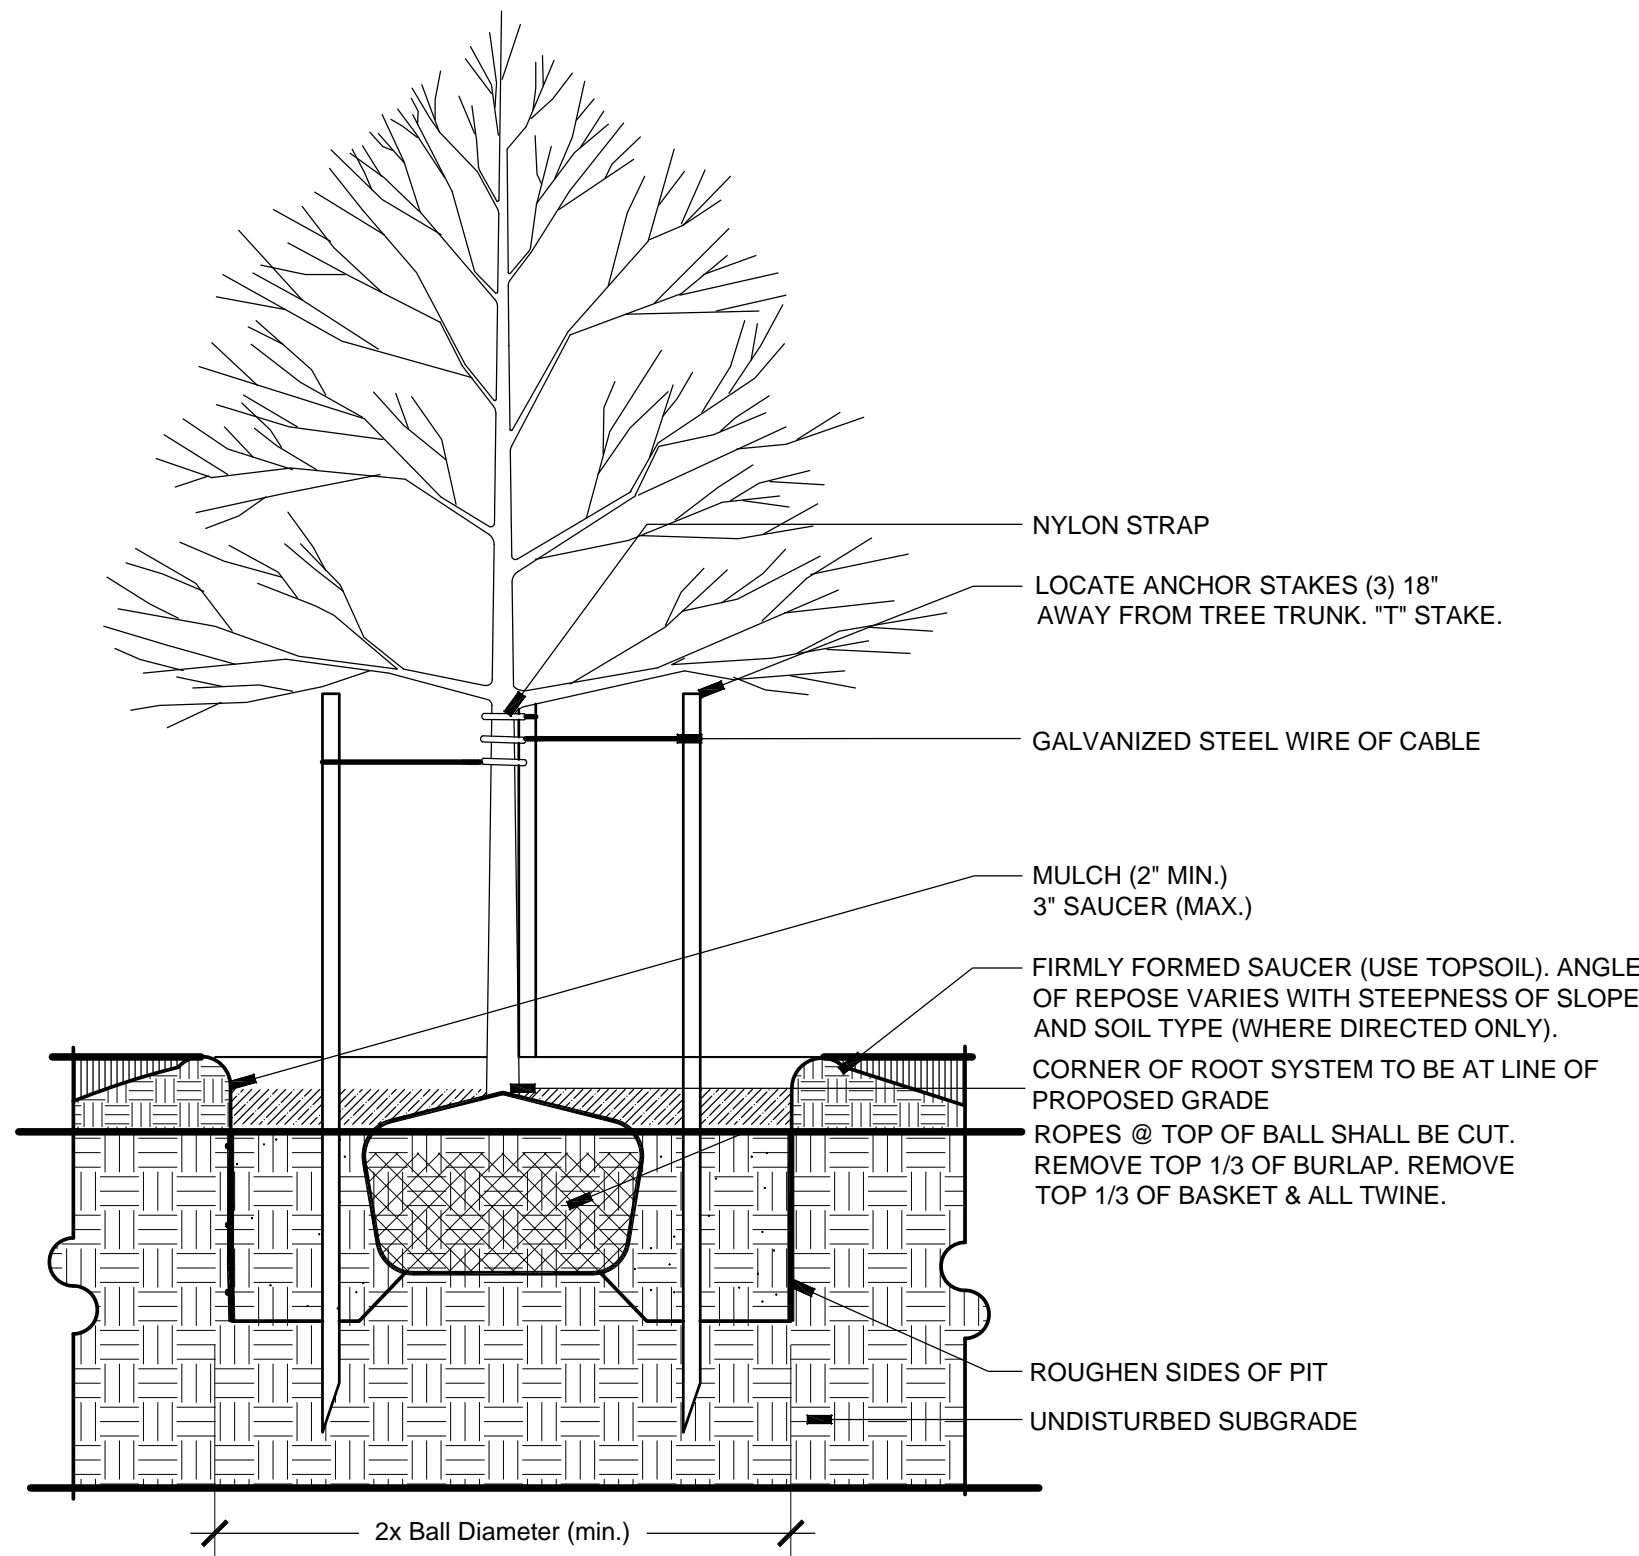 NYLON STRAP
LOCATE ANCHOR STAKES (3) 18"
AWAY FROM TREE TRUNK. "T" STAKE.
GALVANIZED STEEL WIRE OF CABLE
MULCH (2" MIN.)
3" SAUCER (MAX.)
FIRMLY FORMED SAUCER (USE TOPSOIL). ANGLE
OF REPOSE VARIES WITH STEEPNESS OF SLOPE
AND SOIL TYPE (WHERE DIRECTED ONLY).
CORNER OF ROOT SYSTEM TO BE AT LINE OF
PROPOSED GRADE
ROPES @ TOP OF BALL SHALL BE CUT.
REMOVE TOP 1/3 OF BURLAP. REMOVE
TOP 1/3 OF BASKET & ALL TWINE.
ROUGHEN SIDES OF PIT
UNDISTURBED SUBGRADE
2x Ball Diameter (min.)